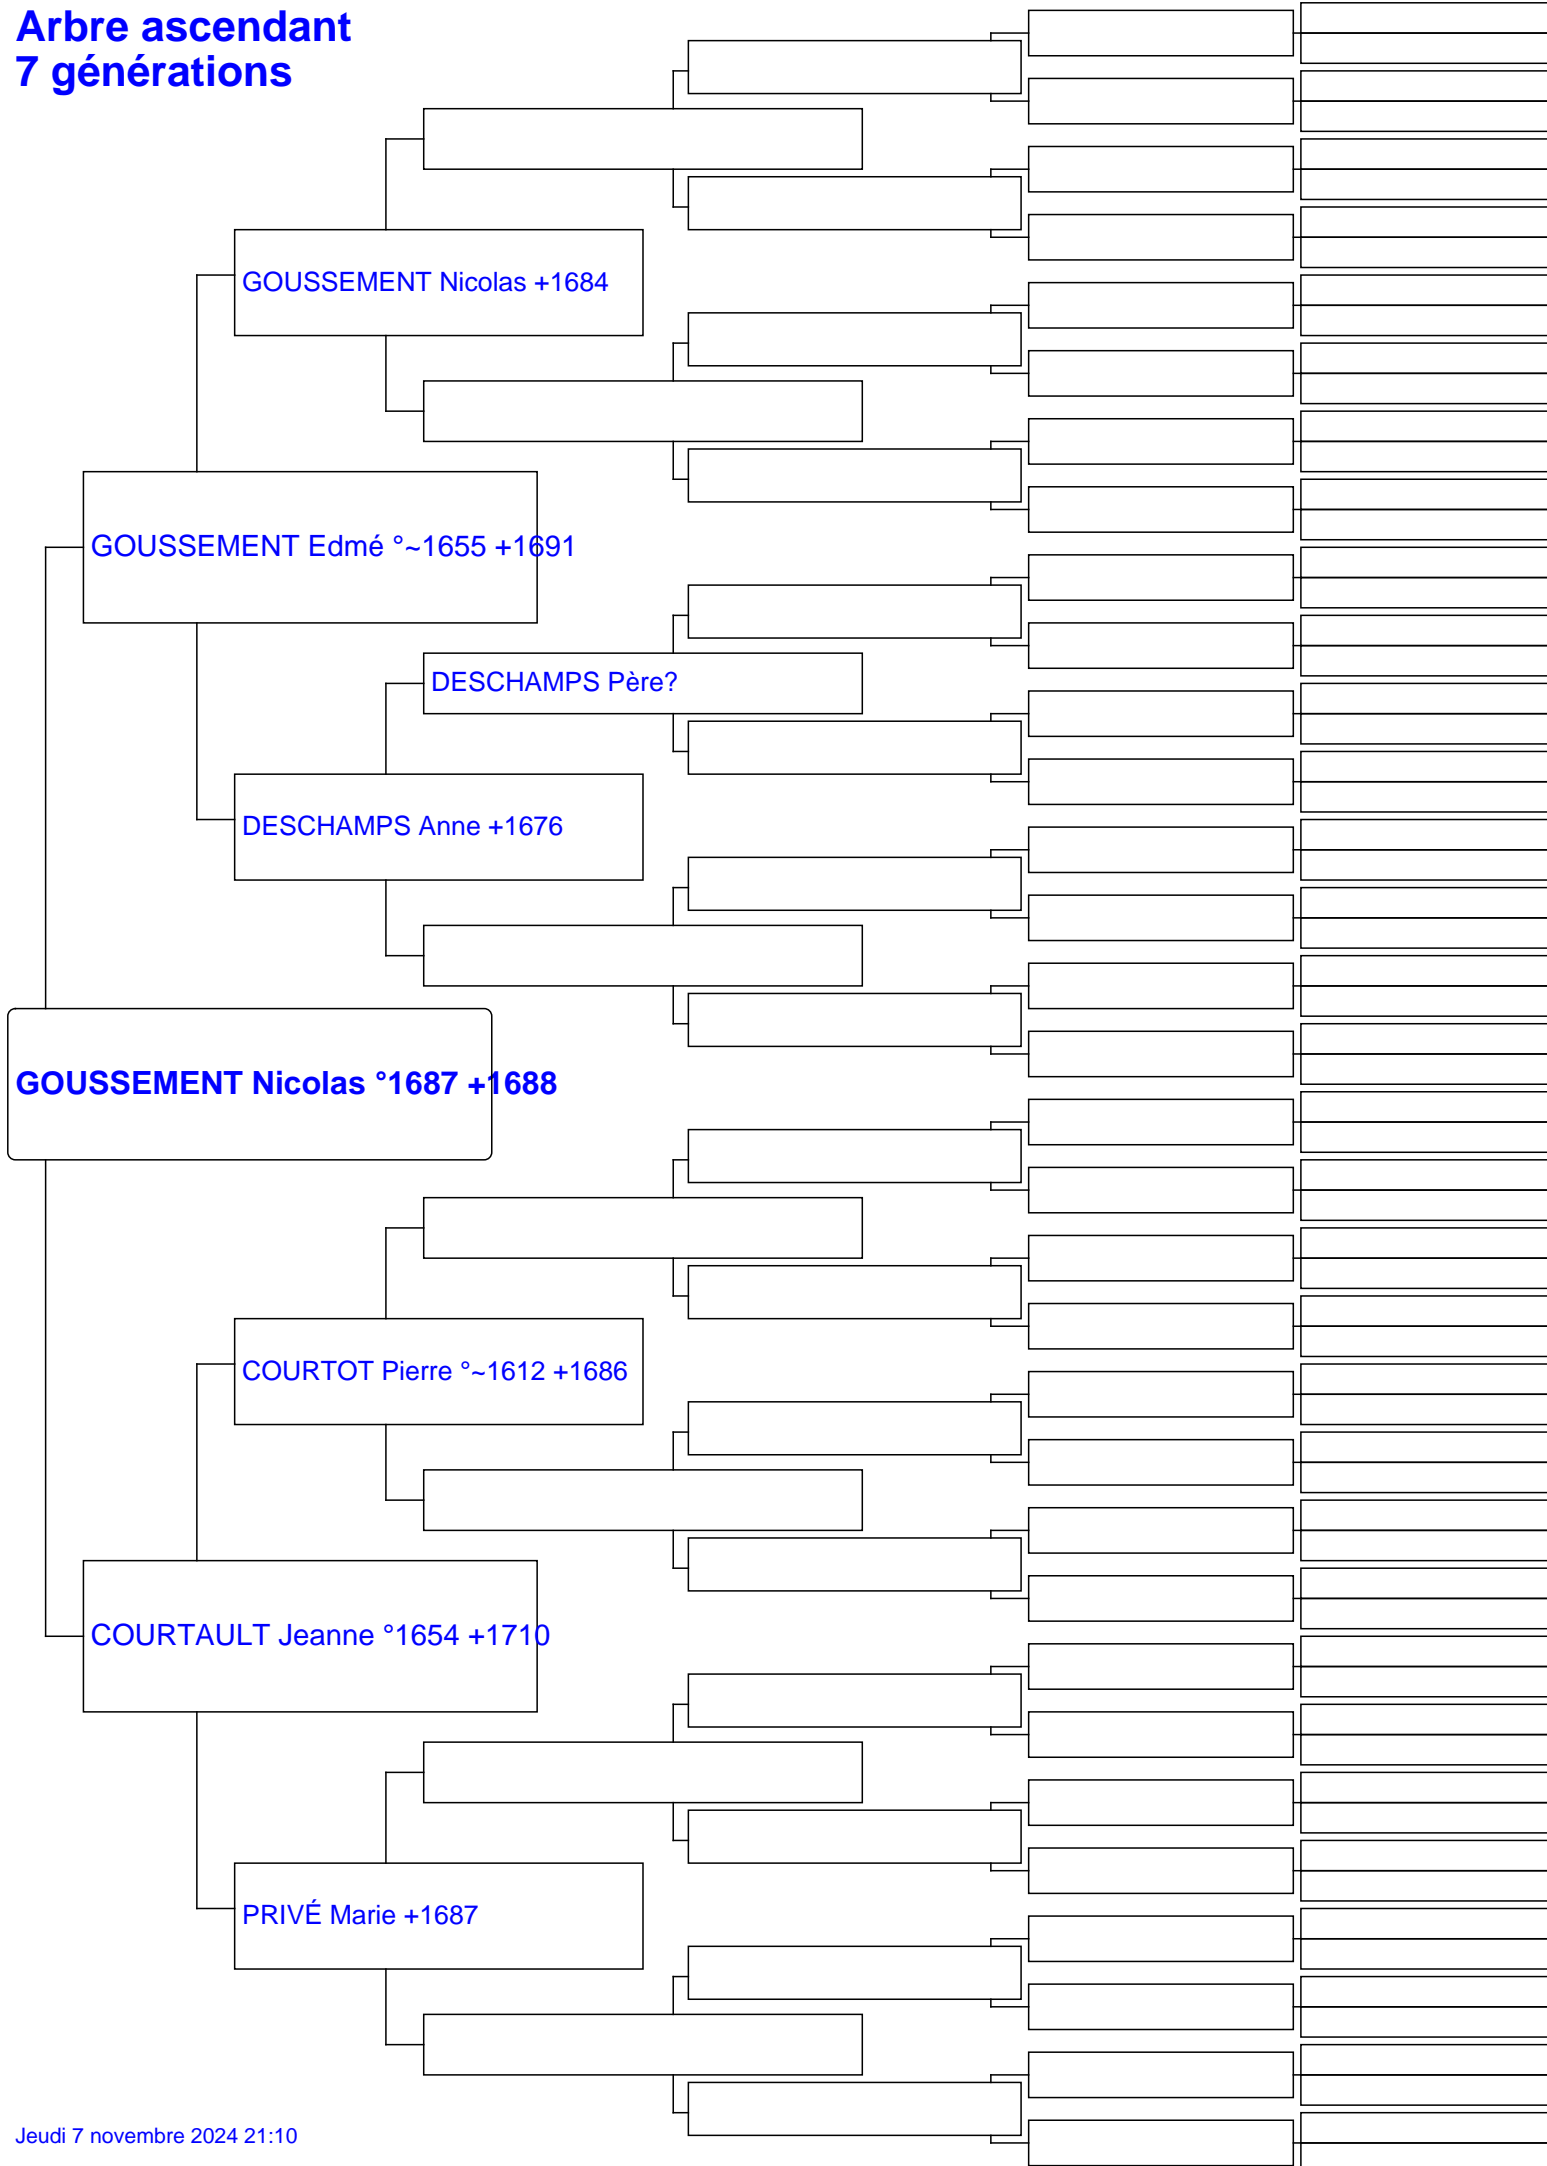 Arbre ascendant
7 générations
GOUSSEMENT Nicolas +1684
GOUSSEMENT Edmé °~1655 +1691
DESCHAMPS Père?
DESCHAMPS Anne +1676
GOUSSEMENT Nicolas °1687 +1688
COURTOT Pierre °~1612 +1686
COURTAULT Jeanne °1654 +1710
PRIVÉ Marie +1687
Jeudi 7 novembre 2024 21:10